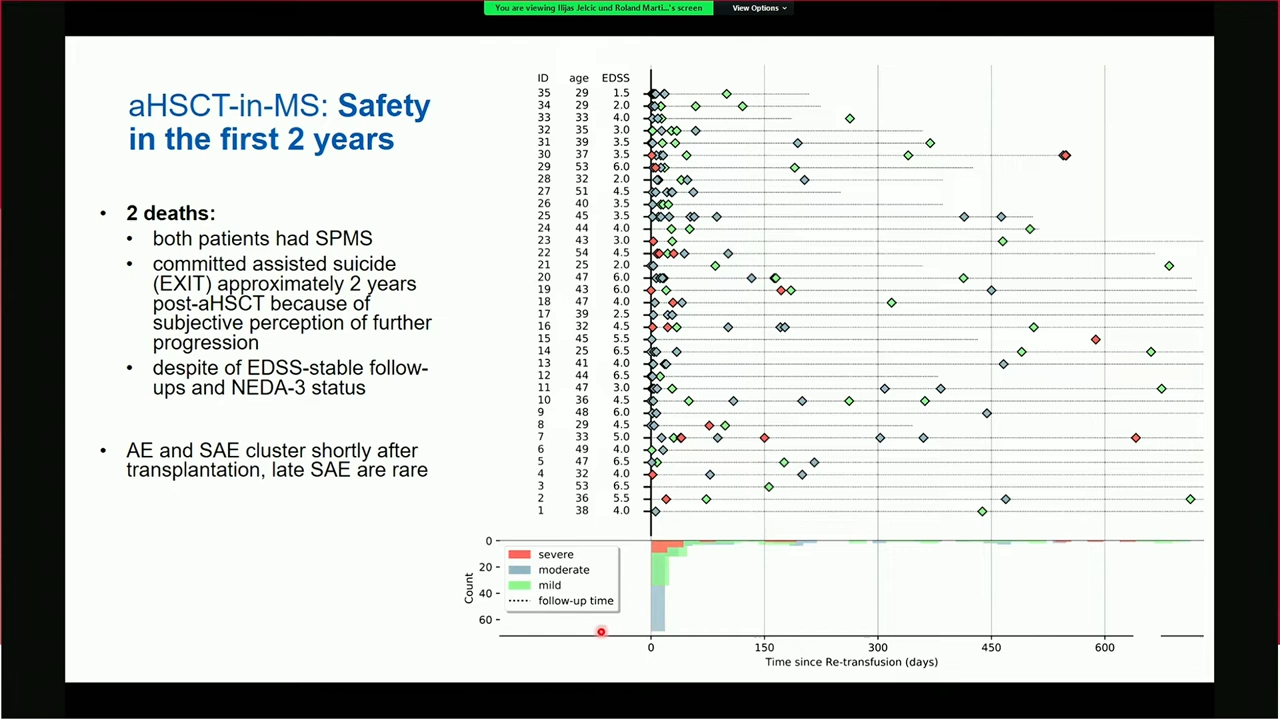 You are viewing Ilijas Jelcic und Roland Marti...'s screen
View Options
aHSCT-in-MS: Safety
in the first 2 years
• 2 deaths:
• both patients had SPMS
• committed assisted suicide
(EXIT) approximately 2 years
post-aHSCT because of
subjective perception of further
progression
• despite of EDSS-stable follow-
ups and NEDA-3 status
• AE and SAE cluster shortly after
transplantation, late SAE are rare
ID age EDSS
35 29 1.5
34 29 2.0
33 33 4.0
32 35 3.0
31 39 3.5
30 37 3.5
29 53 6.0
28 32 2.0
27 51 4.5
26 40 3.5
25 45 3.5
24 44 4.0
23 43 3.0
22 54 4.5
21 25 2.0
20 47 6.0
19 43 6.0
18 47 4.0
17 39 2.5
16 32 4.5
15 45 5.5
14 25 6.5
13 41 4.0
12 44 6.5
11 47 3.0
10 36 4.5
9 48 6.0
8 29 4.5
7 33 5.0
6 49 4.0
5 47 6.5
4 32 4.0
3 53 6.5
2 36 5.5
1 38 4.0
0
20
40
60
Count
severe
moderate
mild
follow-up time
0 150 300 450 600
Time since Re-transfusion (days)